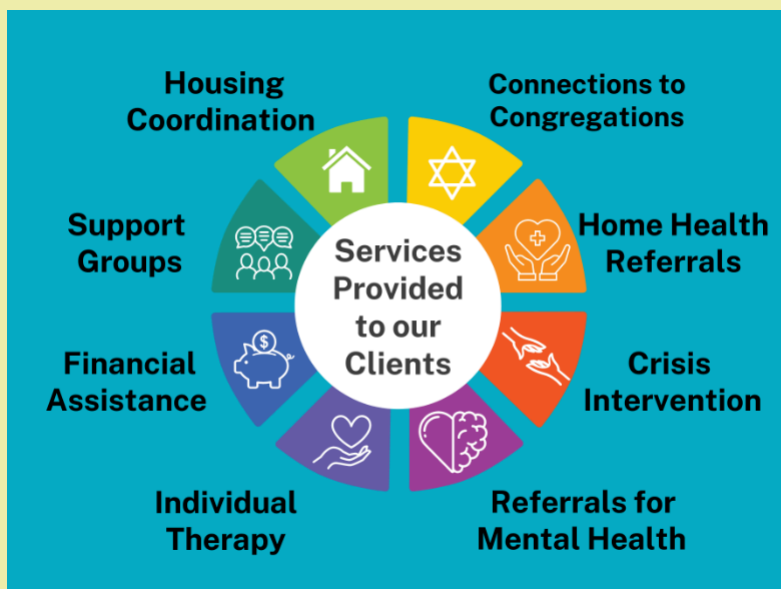 Housing
Coordination
Connections to
Congregations
Support
Groups
Home Health
Referrals
Services
Provided
to our
Clients
Financial
Assistance
$
Crisis
Intervention
Individual
Therapy
Referrals for
Mental Health